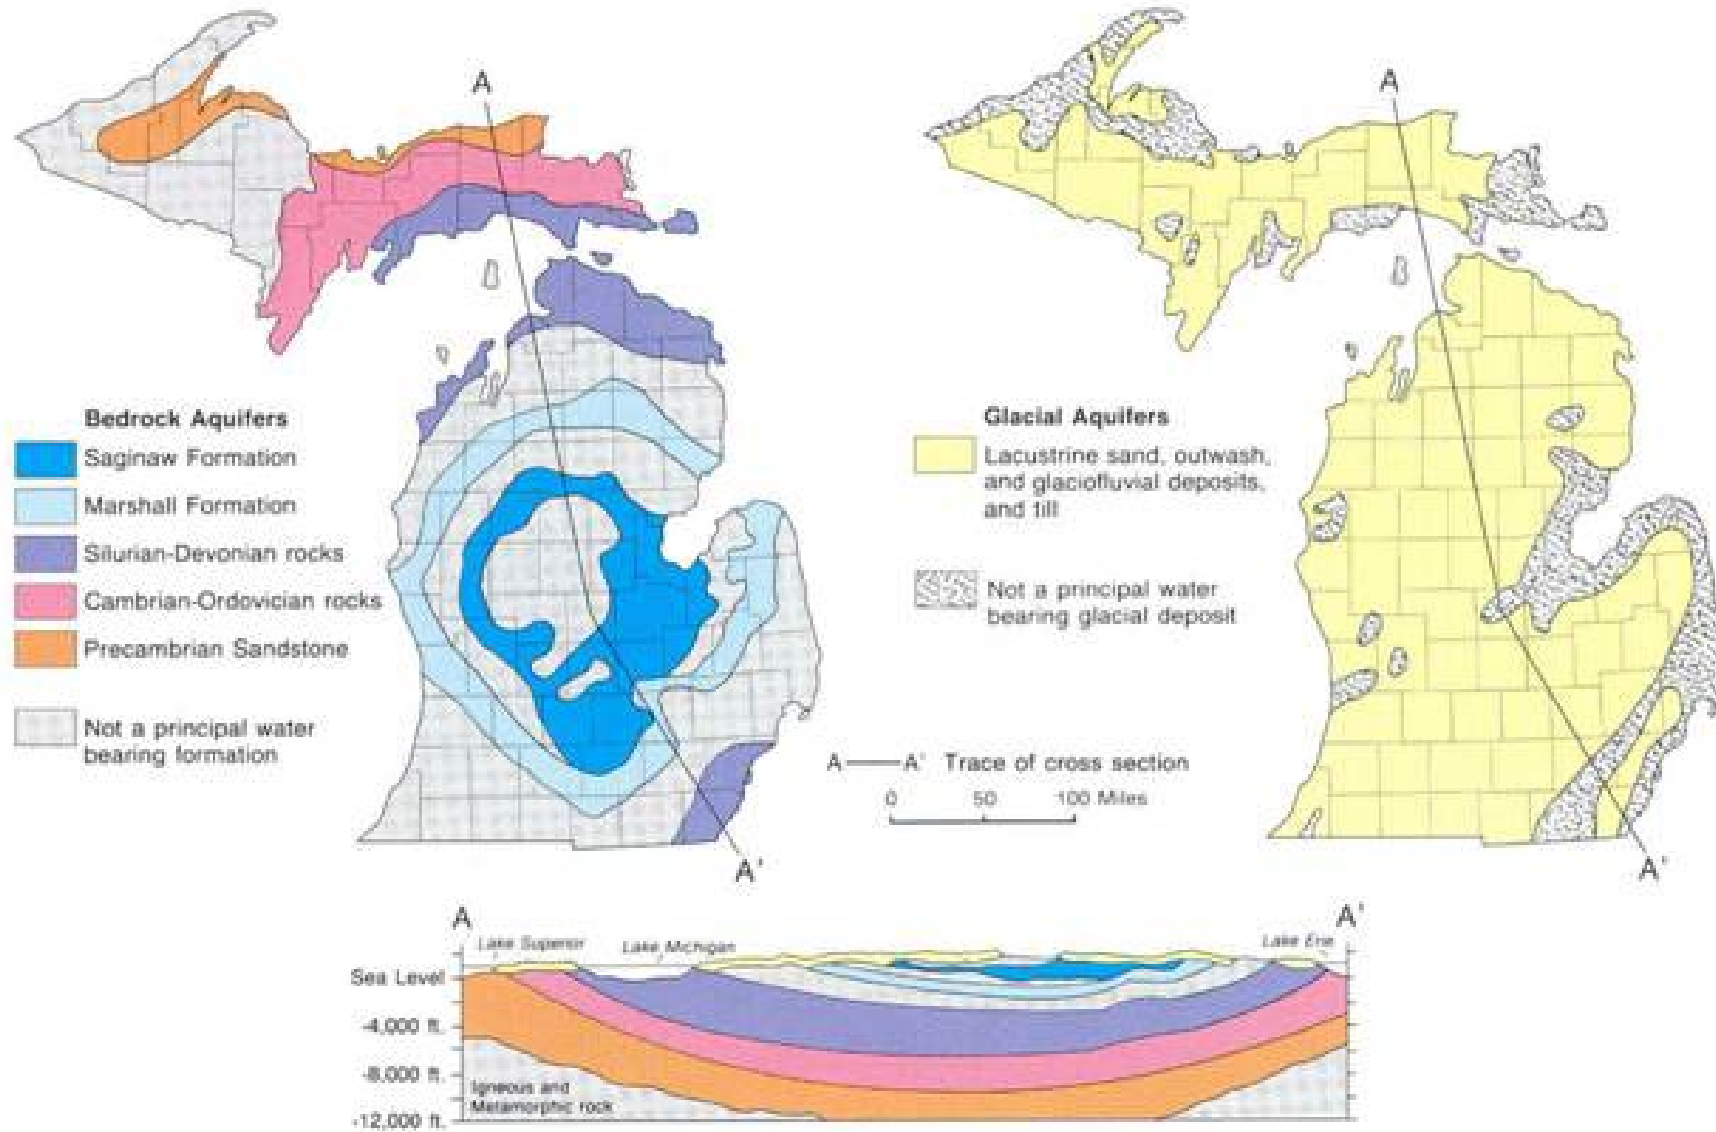 A
A
Bedrock Aquifers
Saginaw Formation
Marshall Formation
Silurian-Devonian rocks
Cambrian-Ordovician rocks
Precambrian Sandstone
Not a principal water
bearing formation
Glacial Aquifers
Lacustrine sand, outwash,
and glaciofluvial deposits,
and till
Not a principal water
bearing glacial deposit
A — A' Trace of cross section
0 50 100 Miles
A'
A'
A
A'
Lake Superior
Lake Michigan
Lake Erie
Sea Level
-4,000 ft.
-8,000 ft.
-12,000 ft.
Igneous and
Metamorphic rock